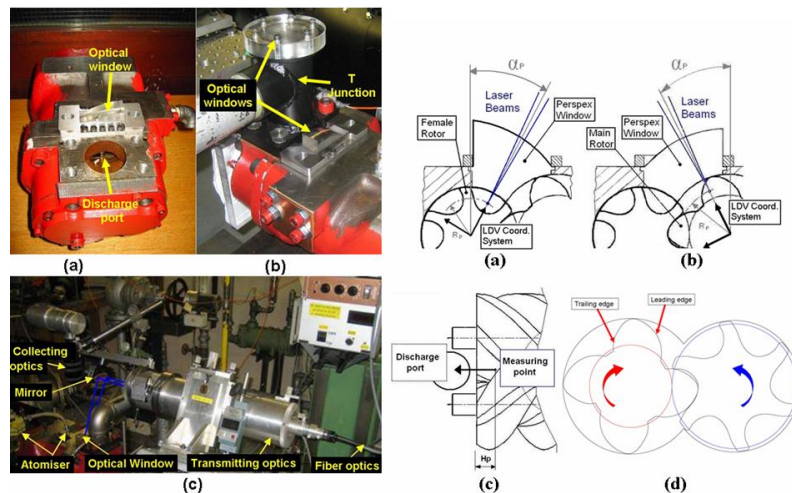 Optical
window
Discharge
port
(a)
Optical
windows
T
Junction
(b)
Collecting
optics
Mirror
Atomiser
Optical Window
Transmitting optics
Fiber optics
(c)
αP
Laser
Beams
Female
Rotor
Perspex
Window
RP
LDV Coord.
System
(a)
αP
Laser
Beams
Perspex
Window
Main
Rotor
RP
LDV Coord.
System
(b)
Discharge
port
Measuring
point
Hp
(c)
Trailing edge
Leading edge
(d)